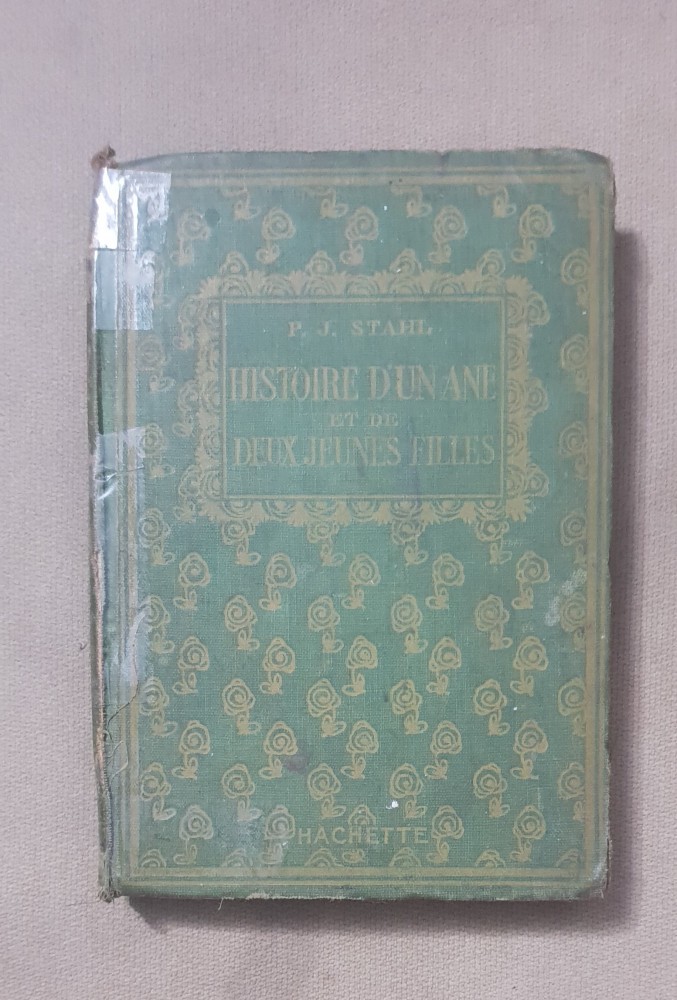 P. J. STAHL
HISTOIRE D'UN ANE
ET DE
DEUX JEUNES FILLES
HACHETTE